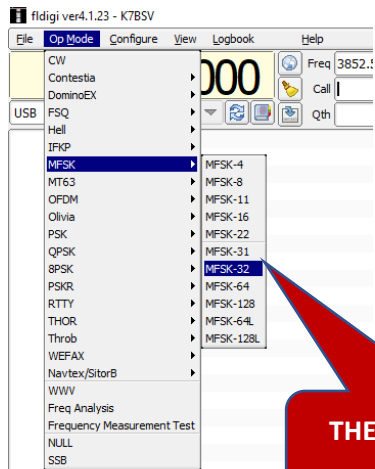 fldigi ver4.1.23 - K7BSV
File Op Mode Configure View Logbook Help
000
Freq 3852.5
Call
USB
Qth
CW
Contestia
DominoEX
FSQ
Hell
IFKP
MFSK
MT63
OFDM
Olivia
PSK
QPSK
8PSK
PSKR
RTTY
THOR
Throb
WEFAX
Navtex/SitorB
WWV
Freq Analysis
Frequency Measurement Test
NULL
SSB
MFSK-4
MFSK-8
MFSK-11
MFSK-16
MFSK-22
MFSK-31
MFSK-32
MFSK-64
MFSK-128
MFSK-64L
MFSK-128L
THE